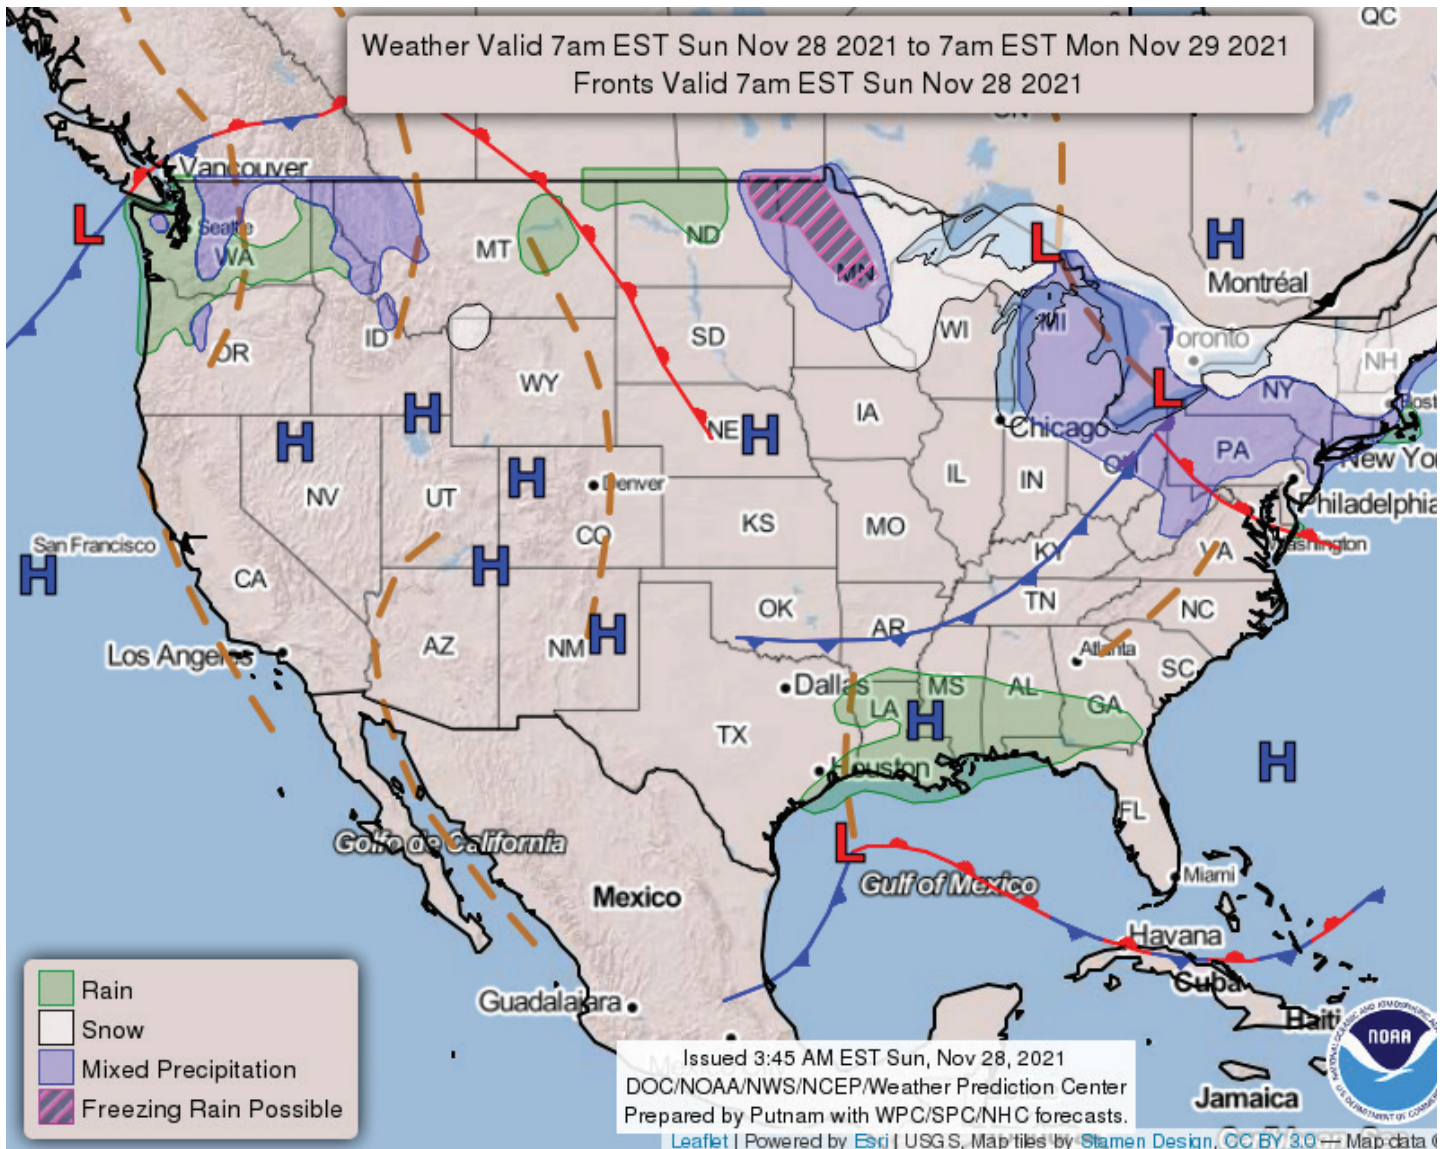 QC
Weather Valid 7am EST Sun Nov 28 2021 to 7am EST Mon Nov 29 2021
Fronts Valid 7am EST Sun Nov 28 2021
ON
Vancouver
L
Seattle
WA
MT
ND
MN
L
H
Montréal
OR
ID
SD
WI
MI
Toronto
NH
WY
H
IA
L
NY
Bost
H
NE
H
Chicago
H
NV
UT
Denver
IL
IN
OH
PA
New Yo
Philadelphia
San Francisco
H
CA
CO
KS
MO
KY
VA
Washington
H
OK
TN
NC
Los Angeles
AZ
NM
H
AR
Atlanta
SC
Dallas
LA
MS
AL
GA
TX
H
H
Houston
FL
Golfo de California
L
Gulf of Mexico
Miami
Mexico
Havana
Cuba
Guadalajara
Haiti
Rain
Snow
Mixed Precipitation
Freezing Rain Possible
Issued 3:45 AM EST Sun, Nov 28, 2021
DOC/NOAA/NWS/NCEP/Weather Prediction Center
Prepared by Putnam with WPC/SPC/NHC forecasts.
NOAA
Jamaica
Leaflet | Powered by Esri | USGS, Map tiles by Stamen Design, CC BY 3.0 — Map data ©